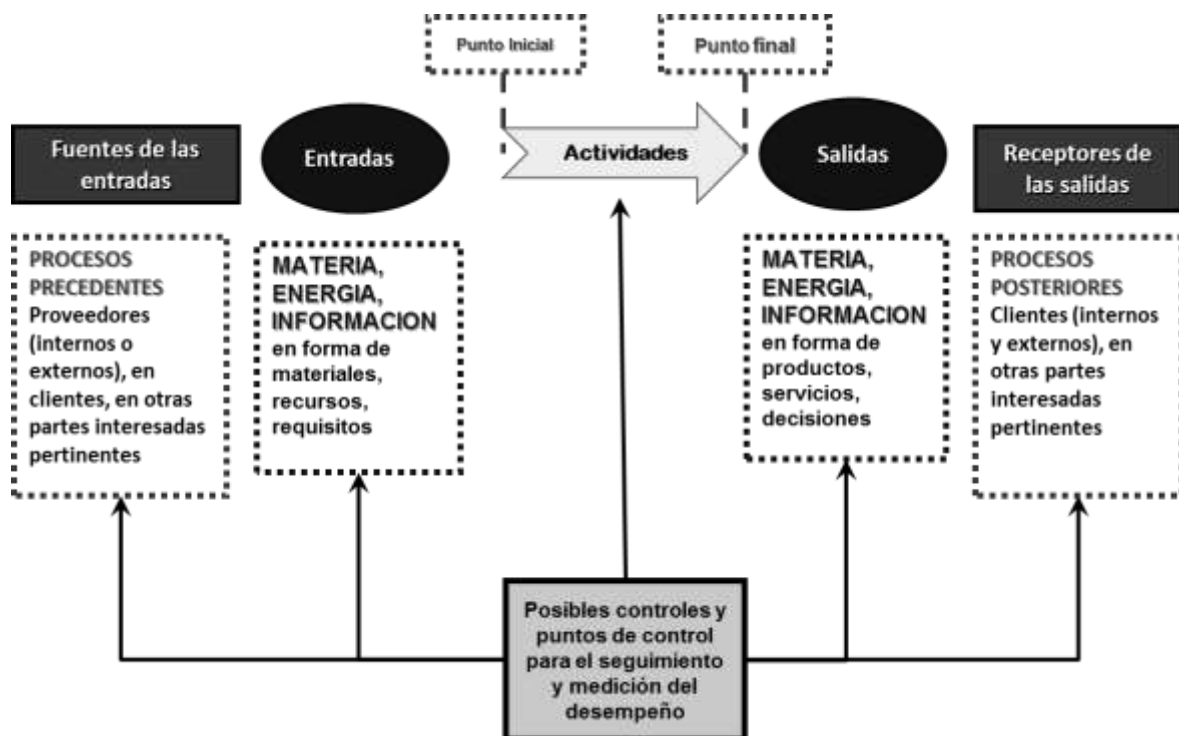 Punto Inicial
Punto final
Fuentes de las
entradas
Entradas
Actividades
Salidas
Receptores de
las salidas
PROCESOS
PRECEDENTES
Proveedores
(internos o
externos), en
clientes, en otras
partes interesadas
pertinentes
MATERIA,
ENERGIA,
INFORMACION
en forma de
materiales,
recursos,
requisitos
MATERIA,
ENERGIA,
INFORMACION
en forma de
productos,
servicios,
decisiones
PROCESOS
POSTERIORES
Clientes (internos
y externos), en
otras partes
interesadas
pertinentes
Posibles controles y
puntos de control
para el seguimiento
y medición del
desempeño